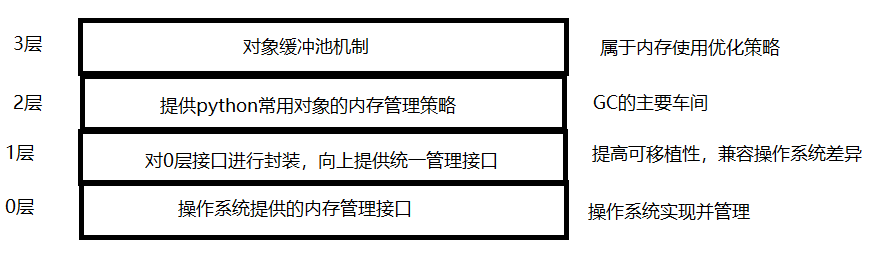 3层 对象缓冲池机制 属于内存使用优化策略
2层 提供python常用对象的内存管理策略 GC的主要车间
1层 对0层接口进行封装，向上提供统一管理接口 提高可移植性，兼容操作系统差异
0层 操作系统提供的内存管理接口 操作系统实现并管理